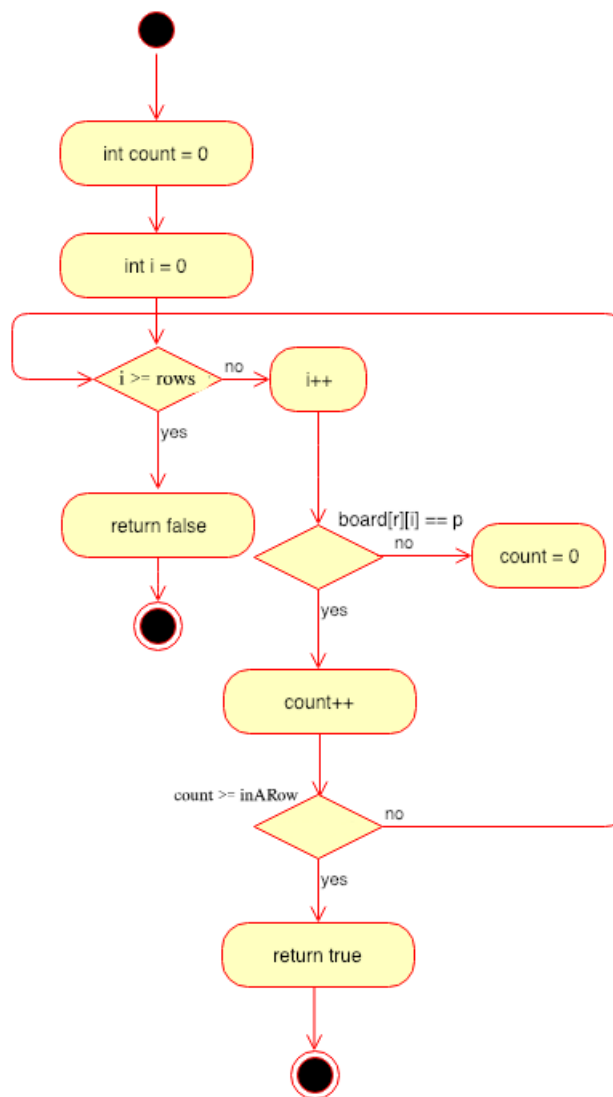 int count = 0
int i = 0
i >= rows
no
i++
yes
return false
board[r][i] == p
no
count = 0
yes
count++
count >= inARow
no
yes
return true